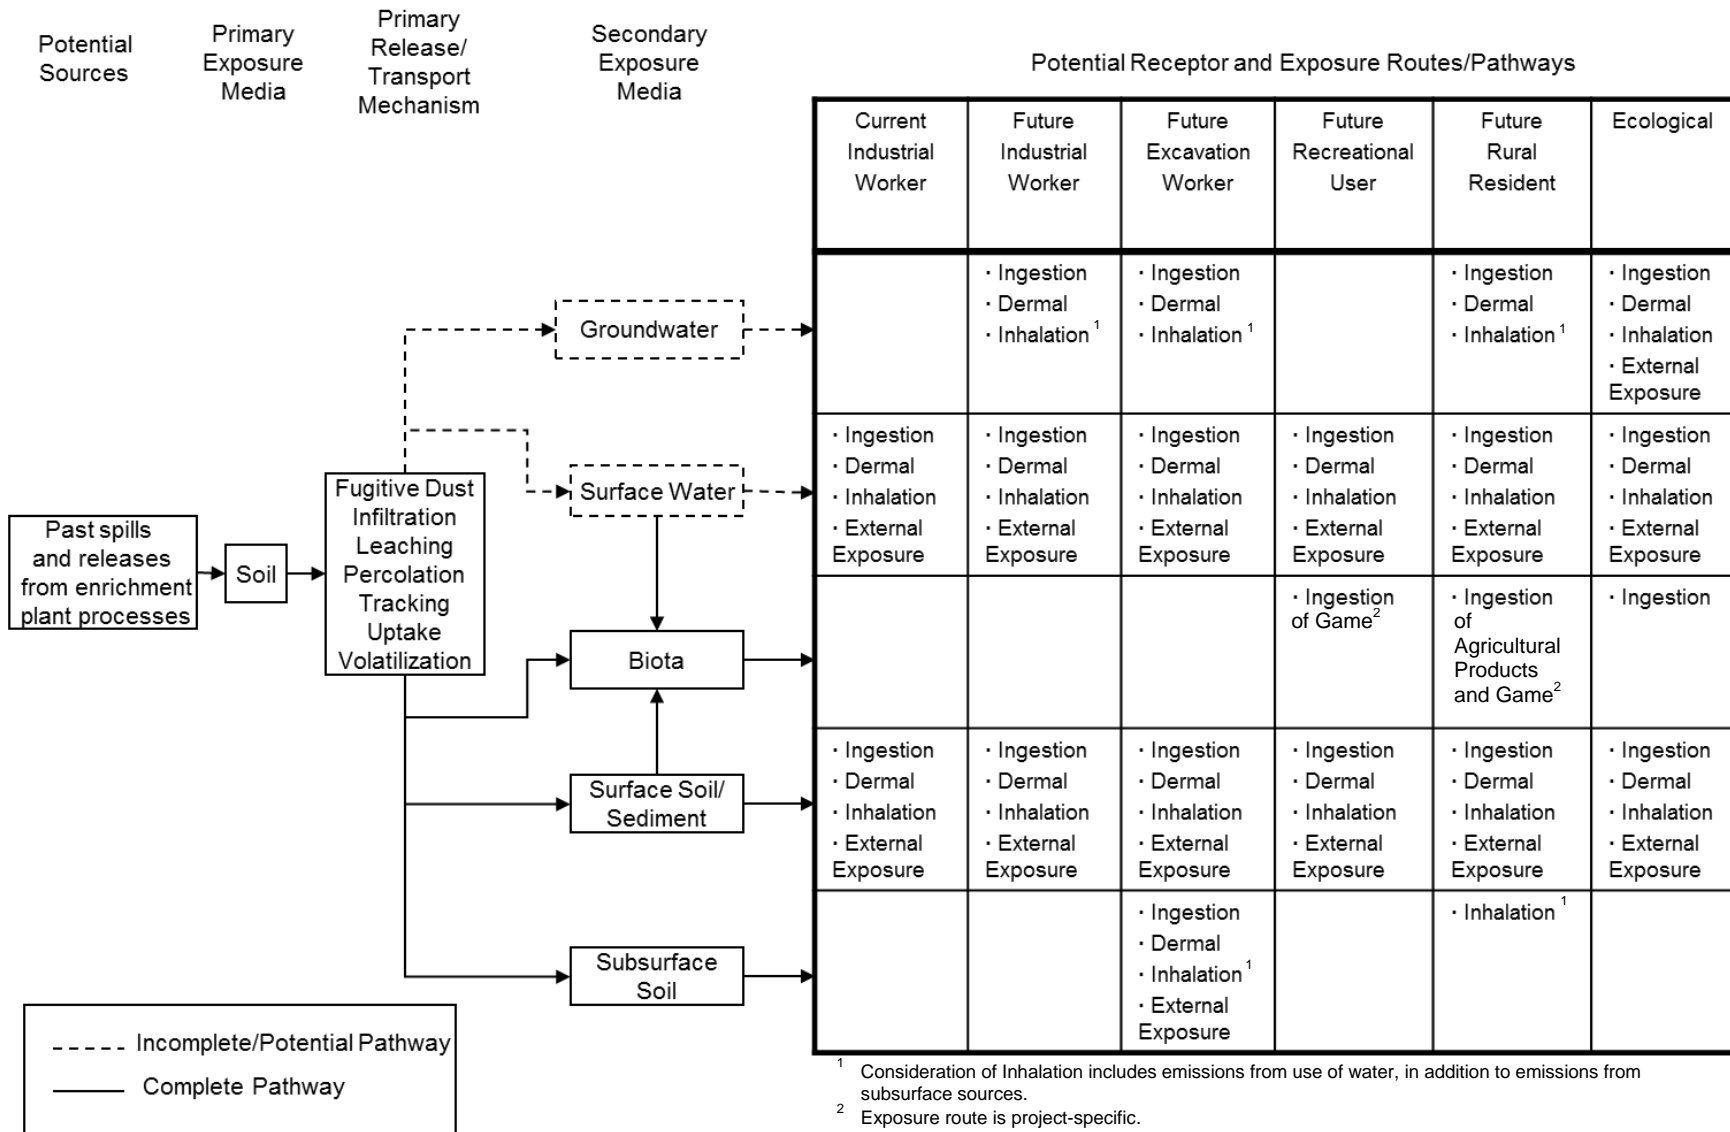 Potential
Sources
Primary
Exposure
Media
Primary
Release/
Transport
Mechanism
Secondary
Exposure
Media
Potential Receptor and Exposure Routes/Pathways
Current
Industrial
Worker
Future
Industrial
Worker
Future
Excavation
Worker
Future
Recreational
User
Future
Rural
Resident
Ecological
Groundwater
· Ingestion
· Dermal
· Inhalation 1
· Ingestion
· Dermal
· Inhalation 1
· Ingestion
· Dermal
· Inhalation 1
· Ingestion
· Dermal
· Inhalation
· External
Exposure
Surface Water
· Ingestion
· Dermal
· Inhalation
· External
Exposure
· Ingestion
· Dermal
· Inhalation
· External
Exposure
· Ingestion
· Dermal
· Inhalation
· External
Exposure
· Ingestion
· Dermal
· Inhalation
· External
Exposure
· Ingestion
· Dermal
· Inhalation
· External
Exposure
· Ingestion
· Dermal
· Inhalation
· External
Exposure
Past spills
and releases
from enrichment
plant processes
Soil
Fugitive Dust
Infiltration
Leaching
Percolation
Tracking
Uptake
Volatilization
Biota
· Ingestion
of Game2
· Ingestion
of
Agricultural
Products
and Game2
· Ingestion
Surface Soil/
Sediment
· Ingestion
· Dermal
· Inhalation
· External
Exposure
· Ingestion
· Dermal
· Inhalation
· External
Exposure
· Ingestion
· Dermal
· Inhalation
· External
Exposure
· Ingestion
· Dermal
· Inhalation
· External
Exposure
· Ingestion
· Dermal
· Inhalation
· External
Exposure
· Ingestion
· Dermal
· Inhalation
· External
Exposure
Subsurface
Soil
· Ingestion
· Dermal
· Inhalation 1
· External
Exposure
· Inhalation 1
Incomplete/Potential Pathway
Complete Pathway
1 Consideration of Inhalation includes emissions from use of water, in addition to emissions from
subsurface sources.
2 Exposure route is project-specific.